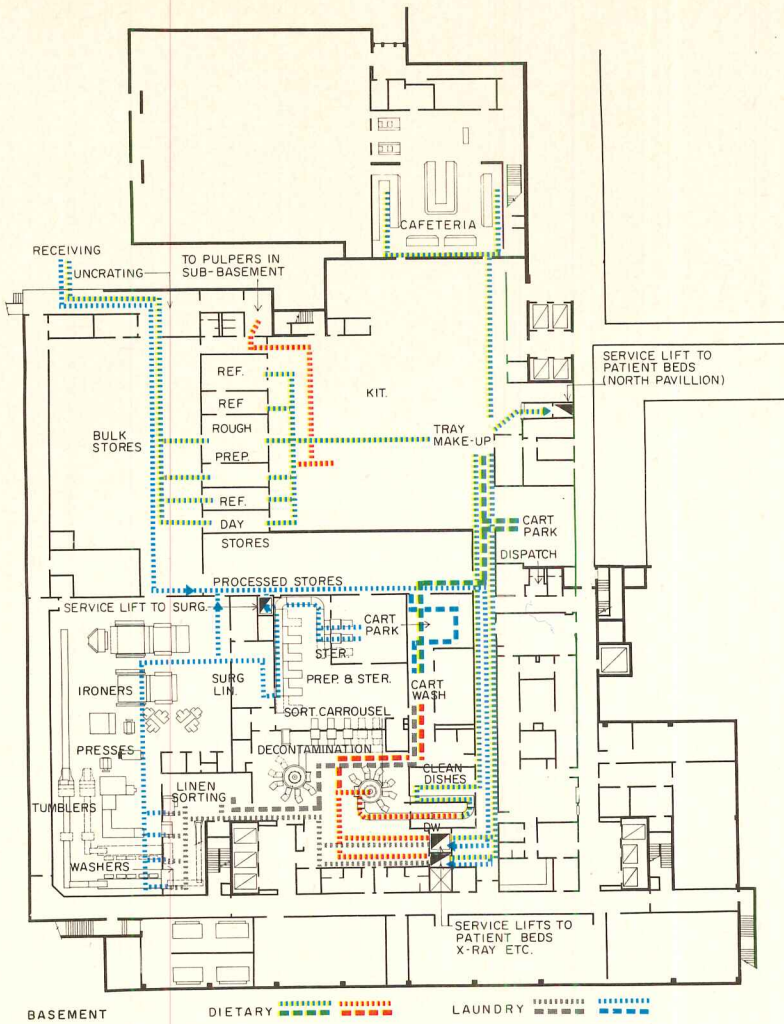 CAFETERIA
RECEIVING
UNCRATING
TO PULPERS IN
SUB-BASEMENT
SERVICE LIFT TO
PATIENT BEDS
(NORTH PAVILLION)
REF.
REF
KIT.
ROUGH
PREP.
BULK
STORES
TRAY
MAKE-UP
REF.
DAY
STORES
CART
PARK
DISPATCH
PROCESSED STORES
SERVICE LIFT TO SURG.
CART
PARK
STER.
PREP. & STER.
SURG
LIN.
CART
WASH
IRONERS
SORT. CARROUSEL
PRESSES
DECONTAMINATION
CLEAN
DISHES
LINEN
SORTING
TUMBLERS
DW
WASHERS
SERVICE LIFTS TO
PATIENT BEDS
X-RAY ETC.
BASEMENT
DIETARY
LAUNDRY